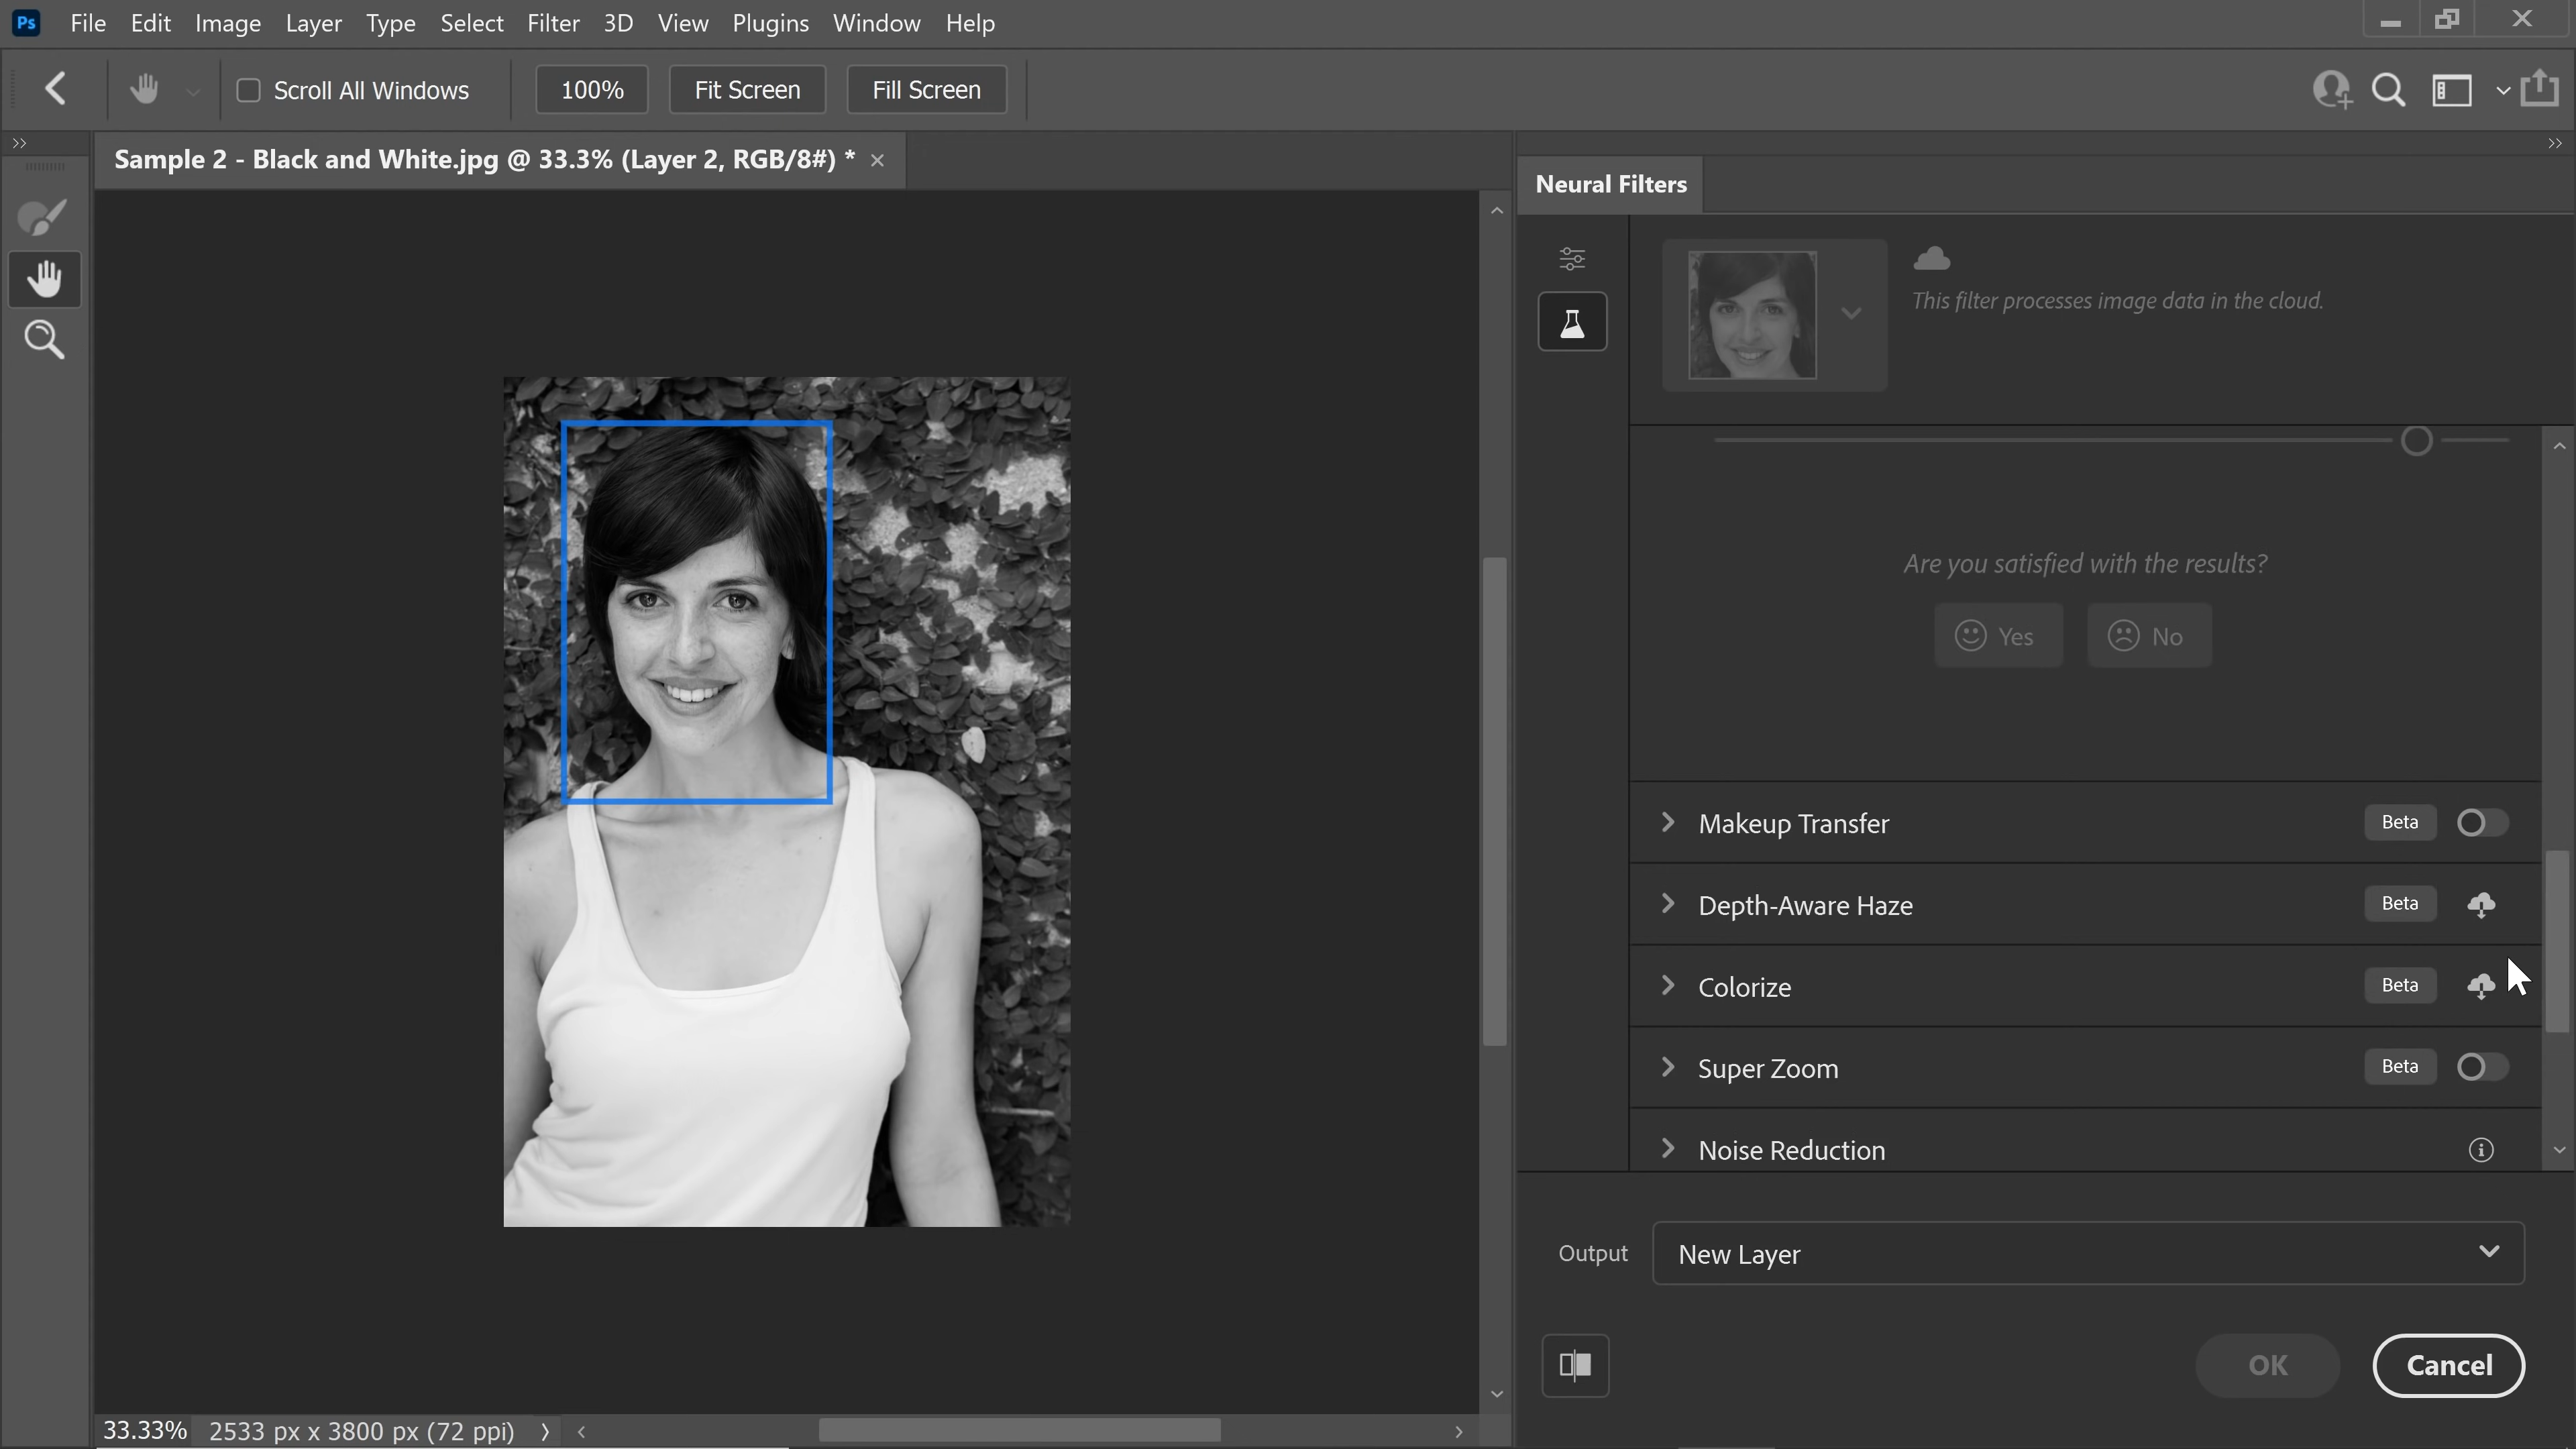 Ps File Edit Image Layer Type Select Filter 3D View Plugins Window Help
Scroll All Windows 100% Fit Screen Fill Screen
Sample 2 - Black and White.jpg @ 33.3% (Layer 2, RGB/8#) *
Neural Filters
This filter processes image data in the cloud.
Are you satisfied with the results?
Yes No
Makeup Transfer Beta
Depth-Aware Haze Beta
Colorize Beta
Super Zoom Beta
Noise Reduction
Output New Layer
OK Cancel
33.33% 2533 px x 3800 px (72 ppi)